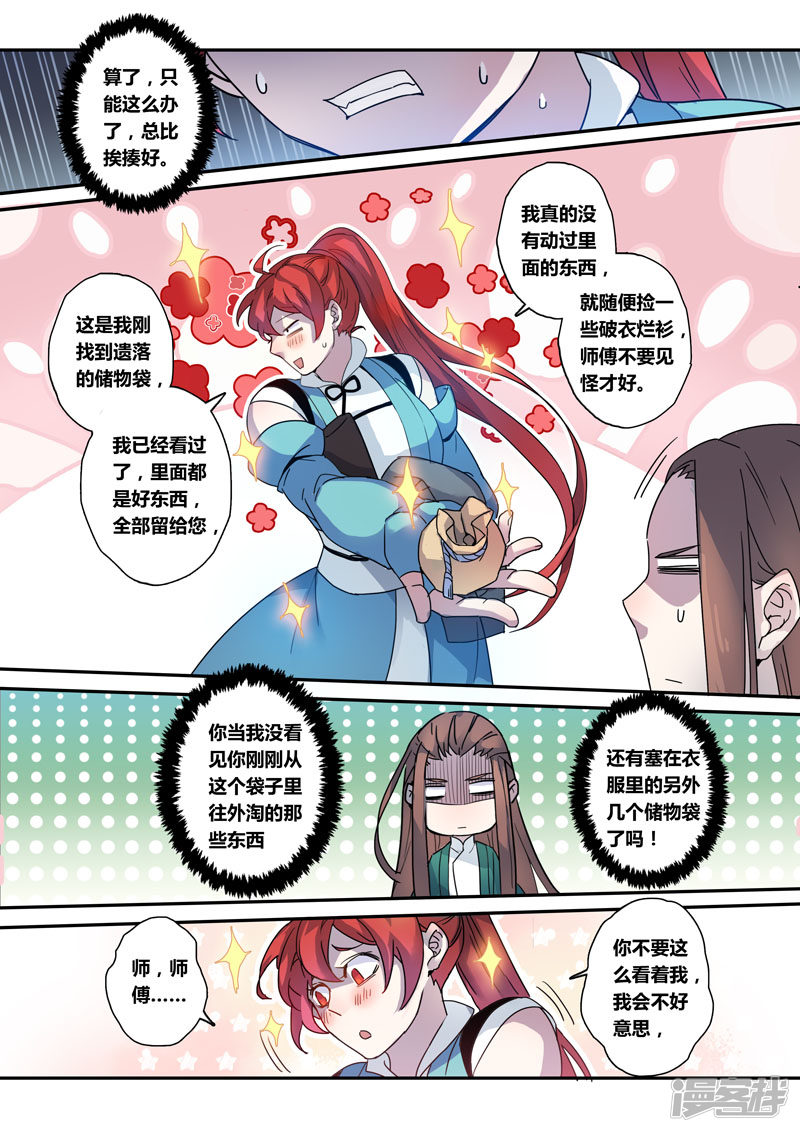 算了，只
能这么办
了，总比
挨揍好。
我真的没
有动过里
面的东西，
就随便捡一
些破衣烂衫，
师傅不要见
怪才好。
这是我刚
找到遗落
的储物袋，
我已经看过
了，里面都
是好东西，
全部留给您，
你当我没看
见你刚刚从
这个袋子里
往外淘的那
些东西
还有塞在衣
服里的另外
几个储物袋
了吗！
师，师
傅……
你不要这
么看着我，
我会不好
意思，
漫客栈